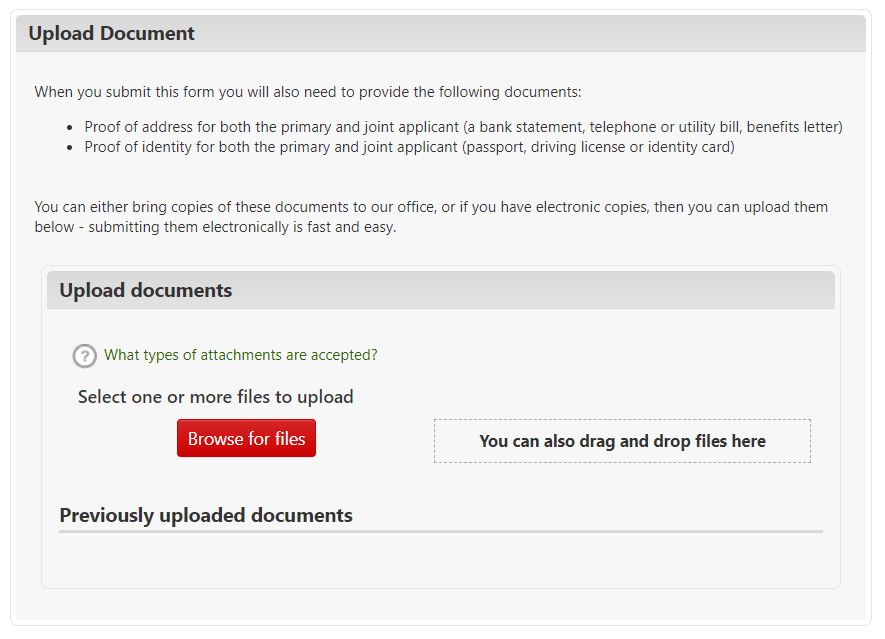 Upload Document
When you submit this form you will also need to provide the following documents:
• Proof of address for both the primary and joint applicant (a bank statement, telephone or utility bill, benefits letter)
• Proof of identity for both the primary and joint applicant (passport, driving license or identity card)
You can either bring copies of these documents to our office, or if you have electronic copies, then you can upload them
below - submitting them electronically is fast and easy.
Upload documents
? What types of attachments are accepted?
Select one or more files to upload
Browse for files
You can also drag and drop files here
Previously uploaded documents